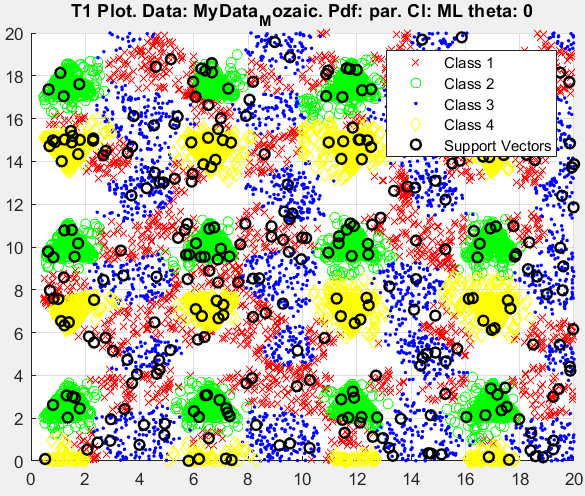 T1 Plot. Data: MyData_Mozaic. Pdf: par. Cl: ML theta: 0
20
18
16
14
12
10
8
6
4
2
0
0 2 4 6 8 10 12 14 16 18 20
Class 1
Class 2
Class 3
Class 4
Support Vectors